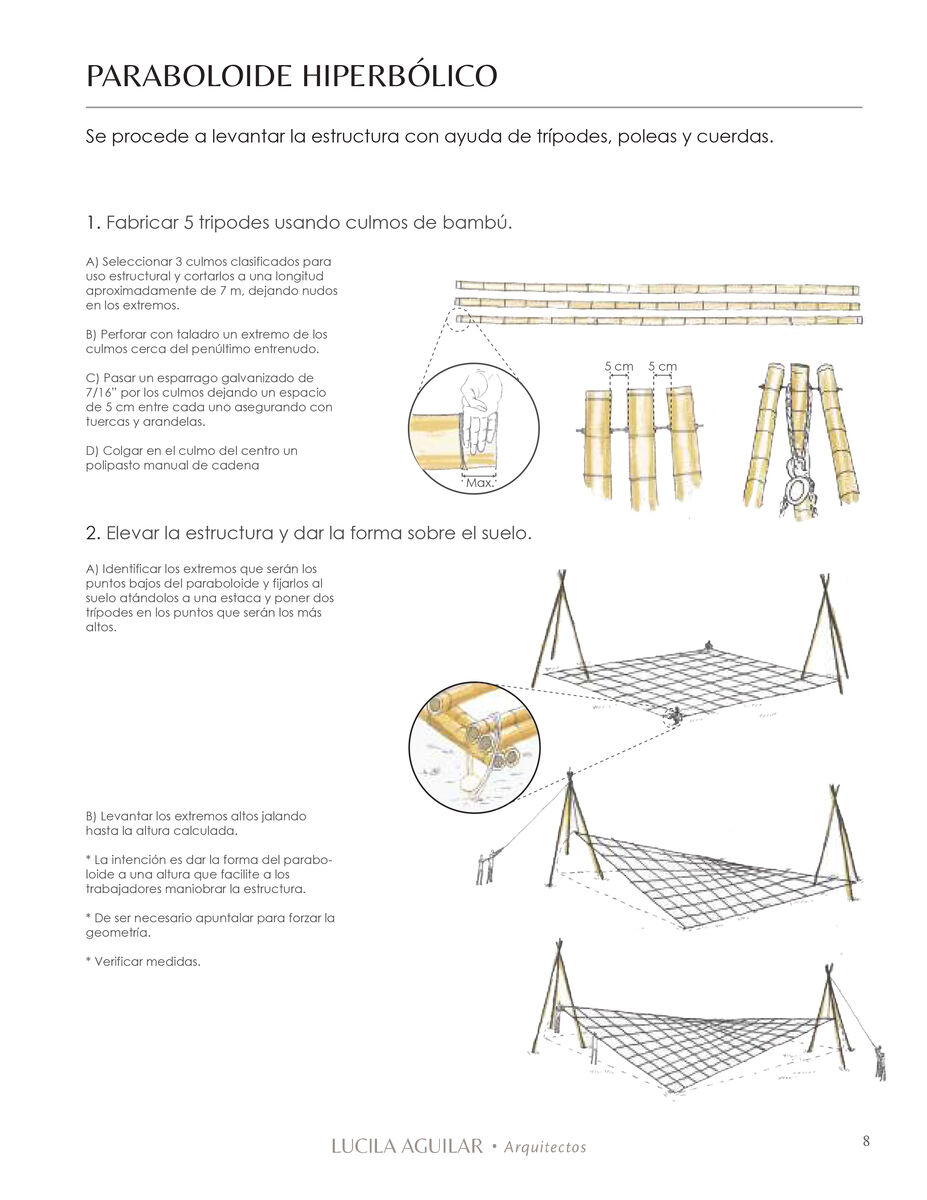 PARABOLOIDE HIPERBÓLICO
Se procede a levantar la estructura con ayuda de trípodes, poleas y cuerdas.
1. Fabricar 5 tripodes usando culmos de bambú.
A) Seleccionar 3 culmos clasificados para
uso estructural y cortarlos a una longitud
aproximadamente de 7 m, dejando nudos
en los extremos.
B) Perforar con taladro un extremo de los
culmos cerca del penúltimo entrenudo.
C) Pasar un esparrago galvanizado de
7/16” por los culmos dejando un espacio
de 5 cm entre cada uno asegurando con
tuercas y arandelas.
D) Colgar en el culmo del centro un
polipasto manual de cadena
5 cm 5 cm
Max.
2. Elevar la estructura y dar la forma sobre el suelo.
A) Identificar los extremos que serán los
puntos bajos del paraboloide y fijarlos al
suelo atándolos a una estaca y poner dos
trípodes en los puntos que serán los más
altos.
B) Levantar los extremos altos jalando
hasta la altura calculada.
* La intención es dar la forma del parabo-
loide a una altura que facilite a los
trabajadores maniobrar la estructura.
* De ser necesario apuntalar para forzar la
geometría.
* Verificar medidas.
LUCILA AGUILAR • Arquitectos
8